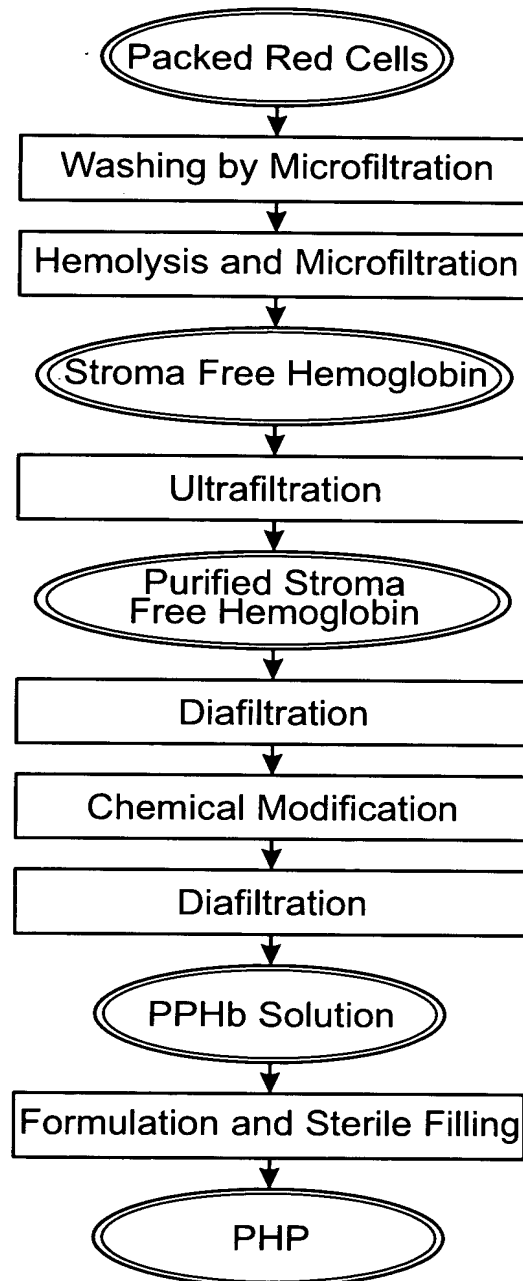 Packed Red Cells
Washing by Microfiltration
Hemolysis and Microfiltration
Stroma Free Hemoglobin
Ultrafiltration
Purified Stroma
Free Hemoglobin
Diafiltration
Chemical Modification
Diafiltration
PPHb Solution
Formulation and Sterile Filling
PHP